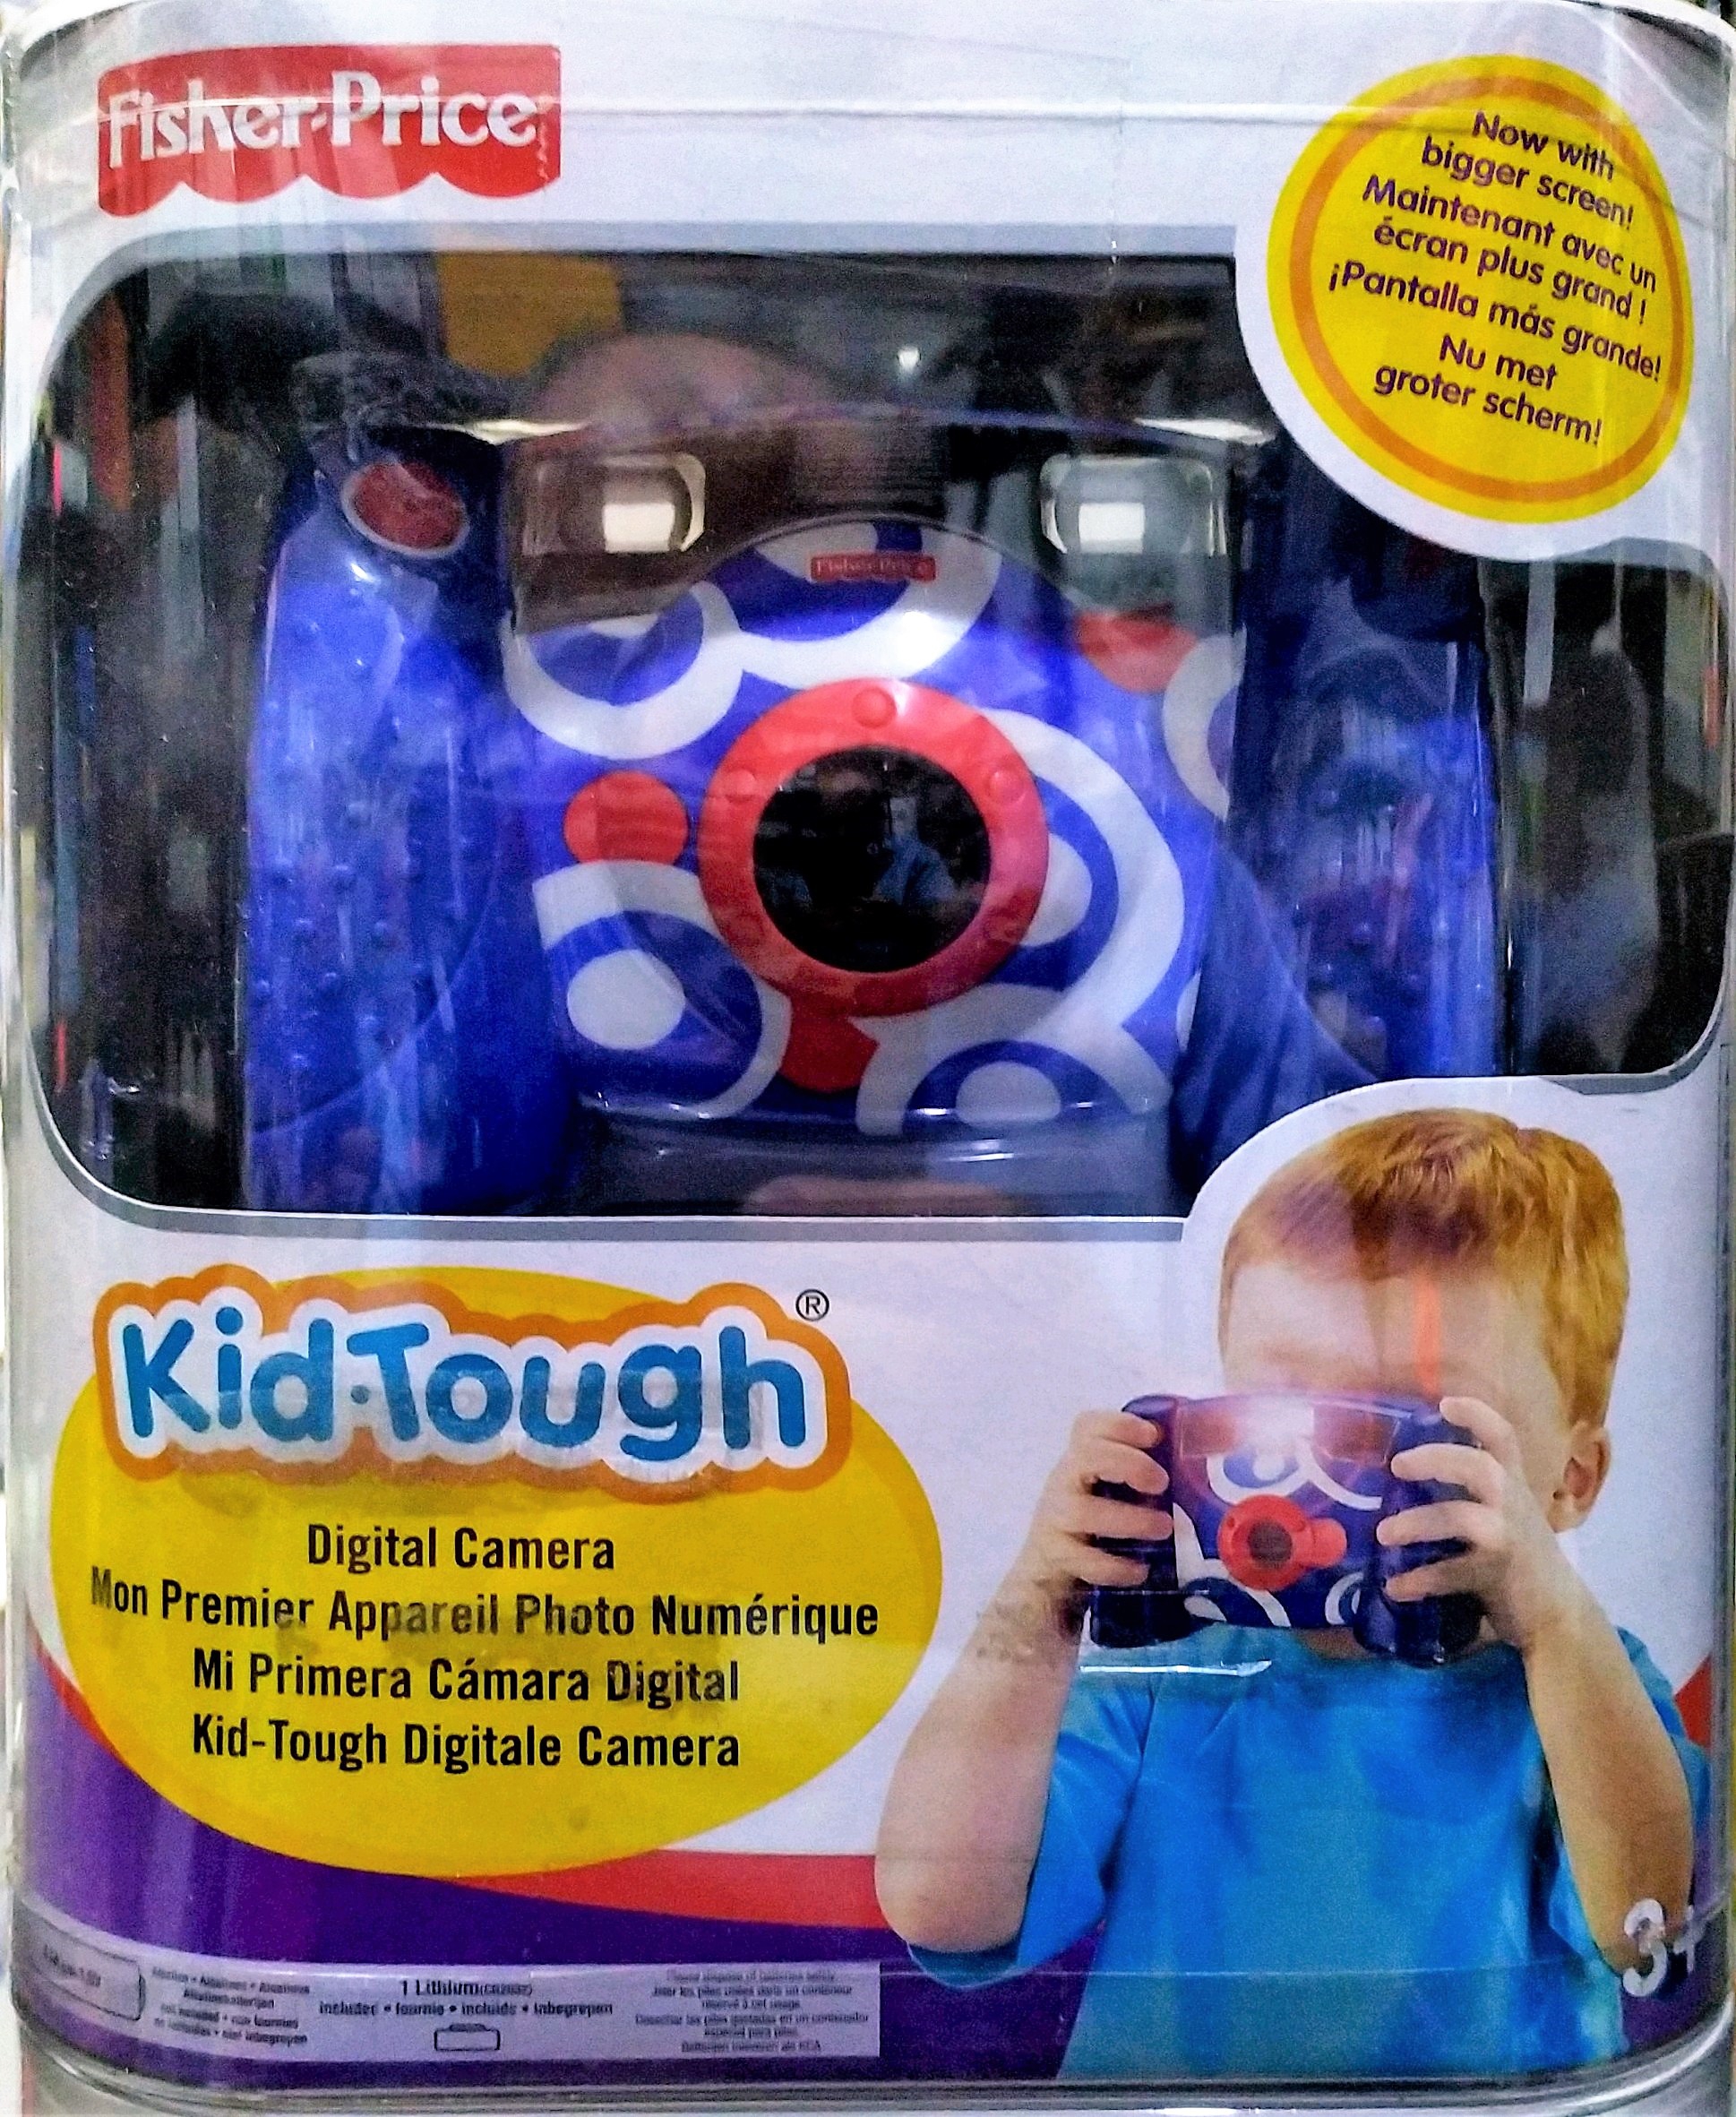 Fisher-Price
Now with
bigger screen!
Maintenant avec un
écran plus grand !
¡Pantalla más grande!
Nu met
groter scherm!
Fisher-Price
Kid-Tough®
Digital Camera
Mon Premier Appareil Photo Numérique
Mi Primera Cámara Digital
Kid-Tough Digitale Camera
3+
1 Lithium
included • fournie • incluida • inbegrepen